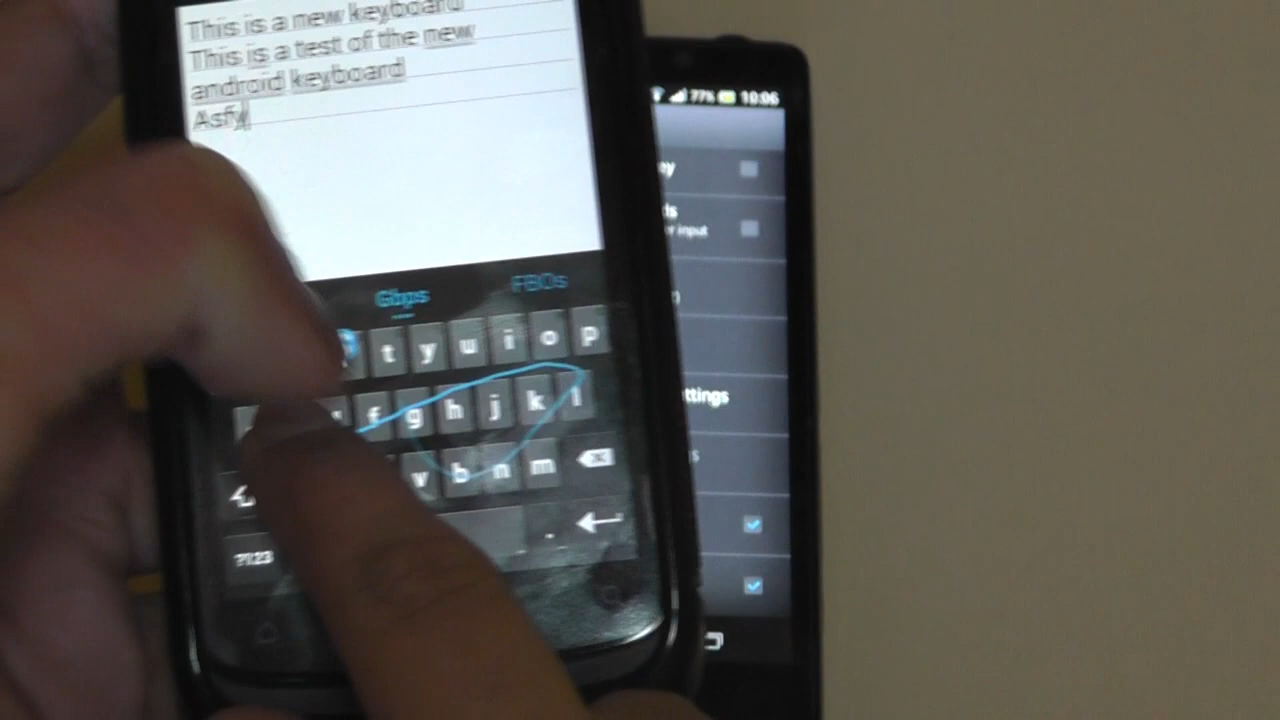 This is a new keyboard
This is a test of the new
android keyboard
Asfy
77% 10:06
r input
ttings
Gbps FBOs
t y u i o p
f g h j k l
v b n m
?123 .